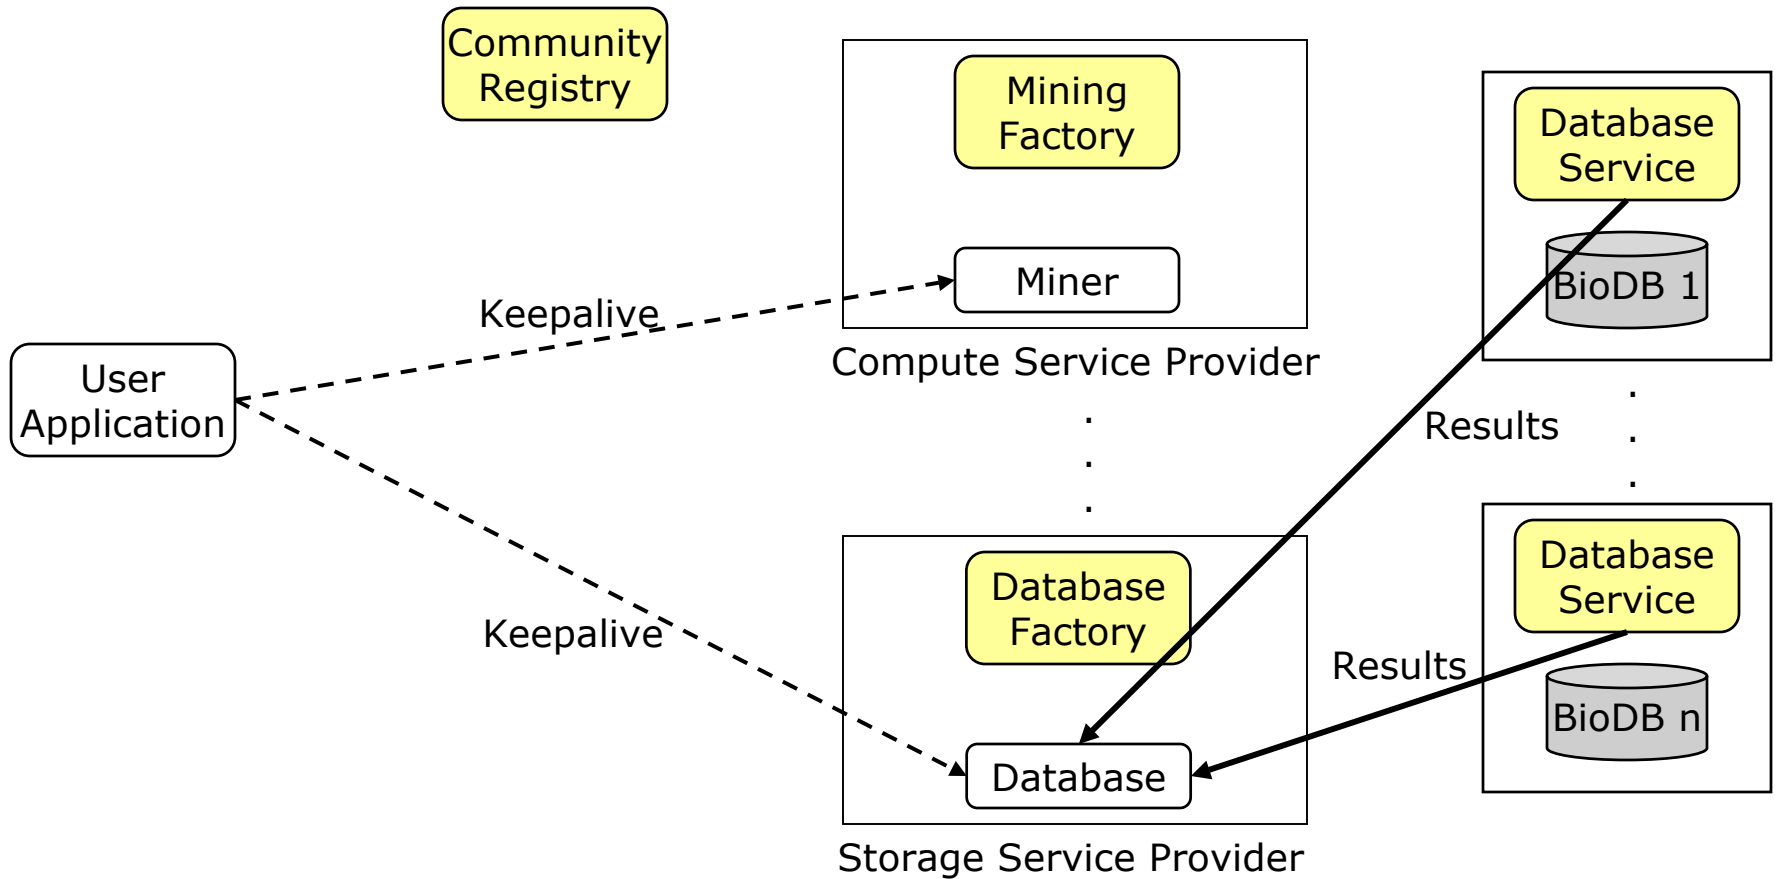 Community
Registry
Mining
Factory
Database
Service
Miner
BioDB 1
Keepalive
Compute Service Provider
User
Application
.
.
.
Results
.
.
.
Database
Factory
Database
Service
Keepalive
Results
BioDB n
Database
Storage Service Provider